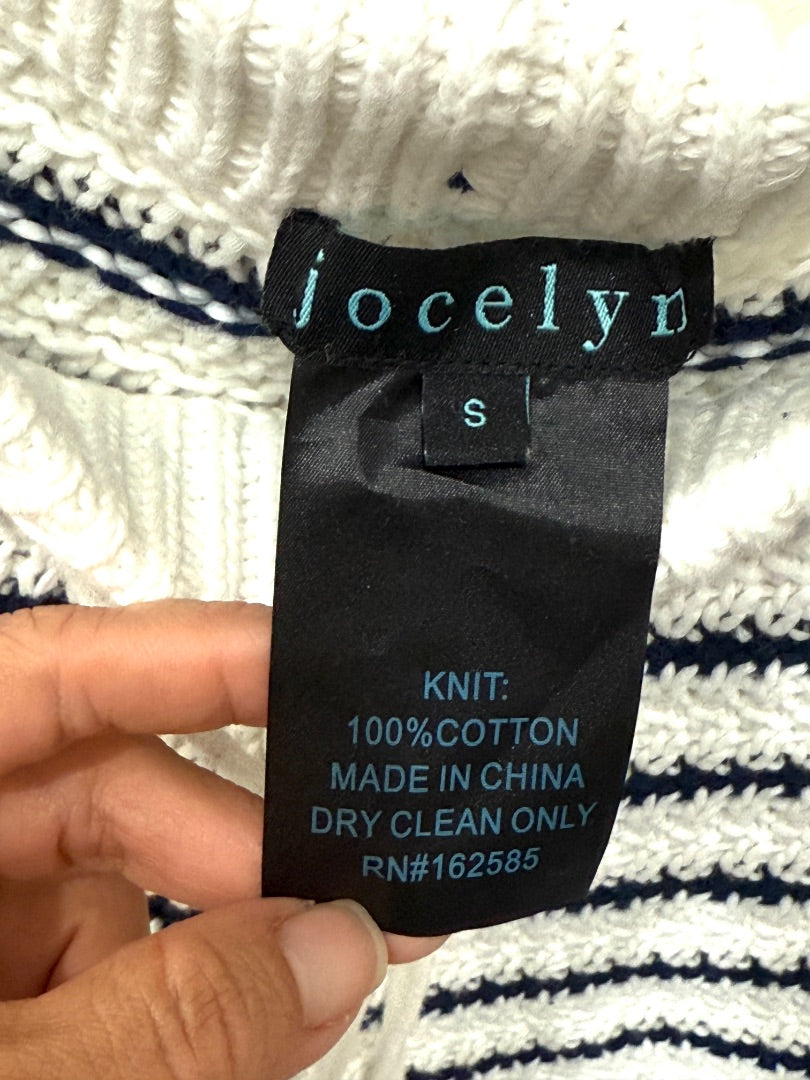 jocelyn
S
KNIT:
100%COTTON
MADE IN CHINA
DRY CLEAN ONLY
RN#162585